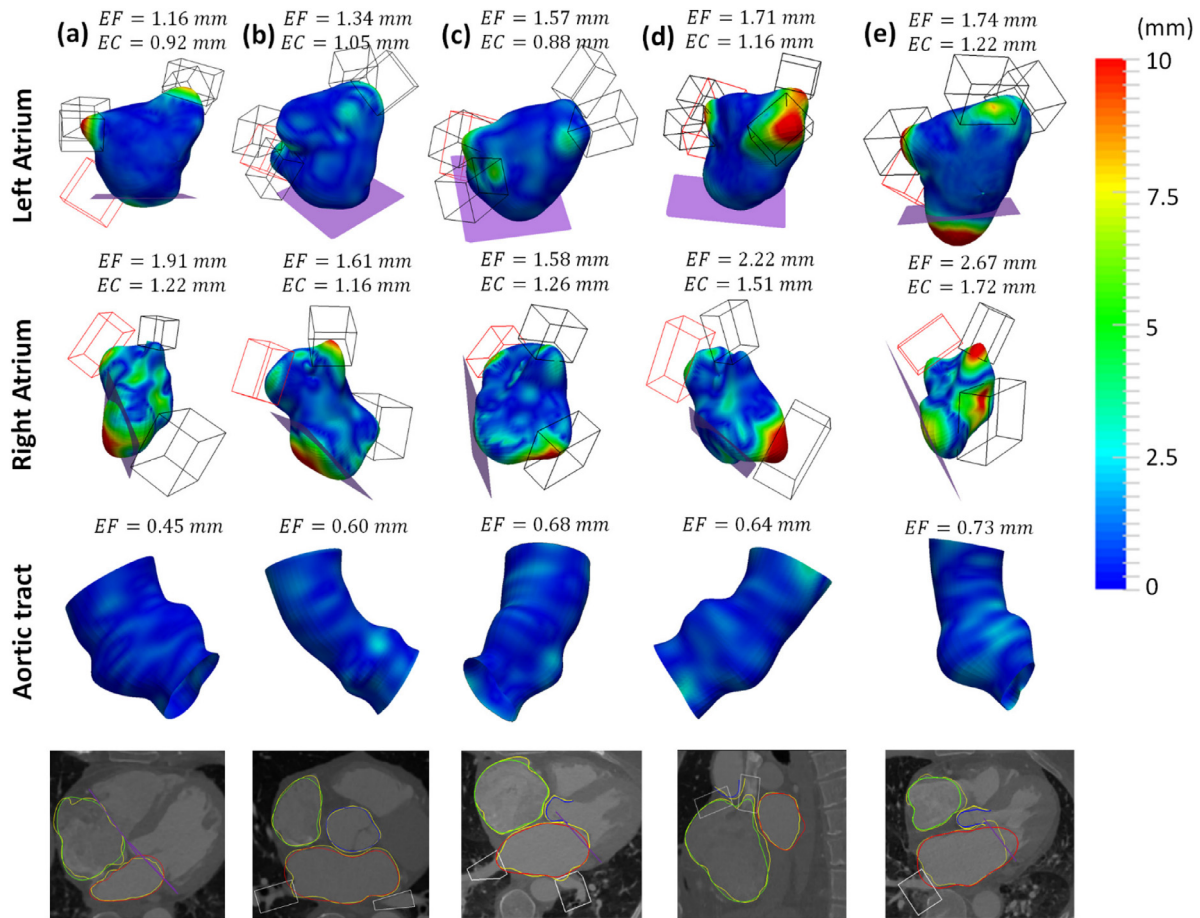 (a) EF = 1.16 mm
EC = 0.92 mm
(b) EF = 1.34 mm
EC = 1.05 mm
(c) EF = 1.57 mm
EC = 0.88 mm
(d) EF = 1.71 mm
EC = 1.16 mm
(e) EF = 1.74 mm
EC = 1.22 mm
(mm)
10
7.5
5
2.5
0
Left Atrium
EF = 1.91 mm
EC = 1.22 mm
EF = 1.61 mm
EC = 1.16 mm
EF = 1.58 mm
EC = 1.26 mm
EF = 2.22 mm
EC = 1.51 mm
EF = 2.67 mm
EC = 1.72 mm
Right Atrium
EF = 0.45 mm
EF = 0.60 mm
EF = 0.68 mm
EF = 0.64 mm
EF = 0.73 mm
Aortic tract